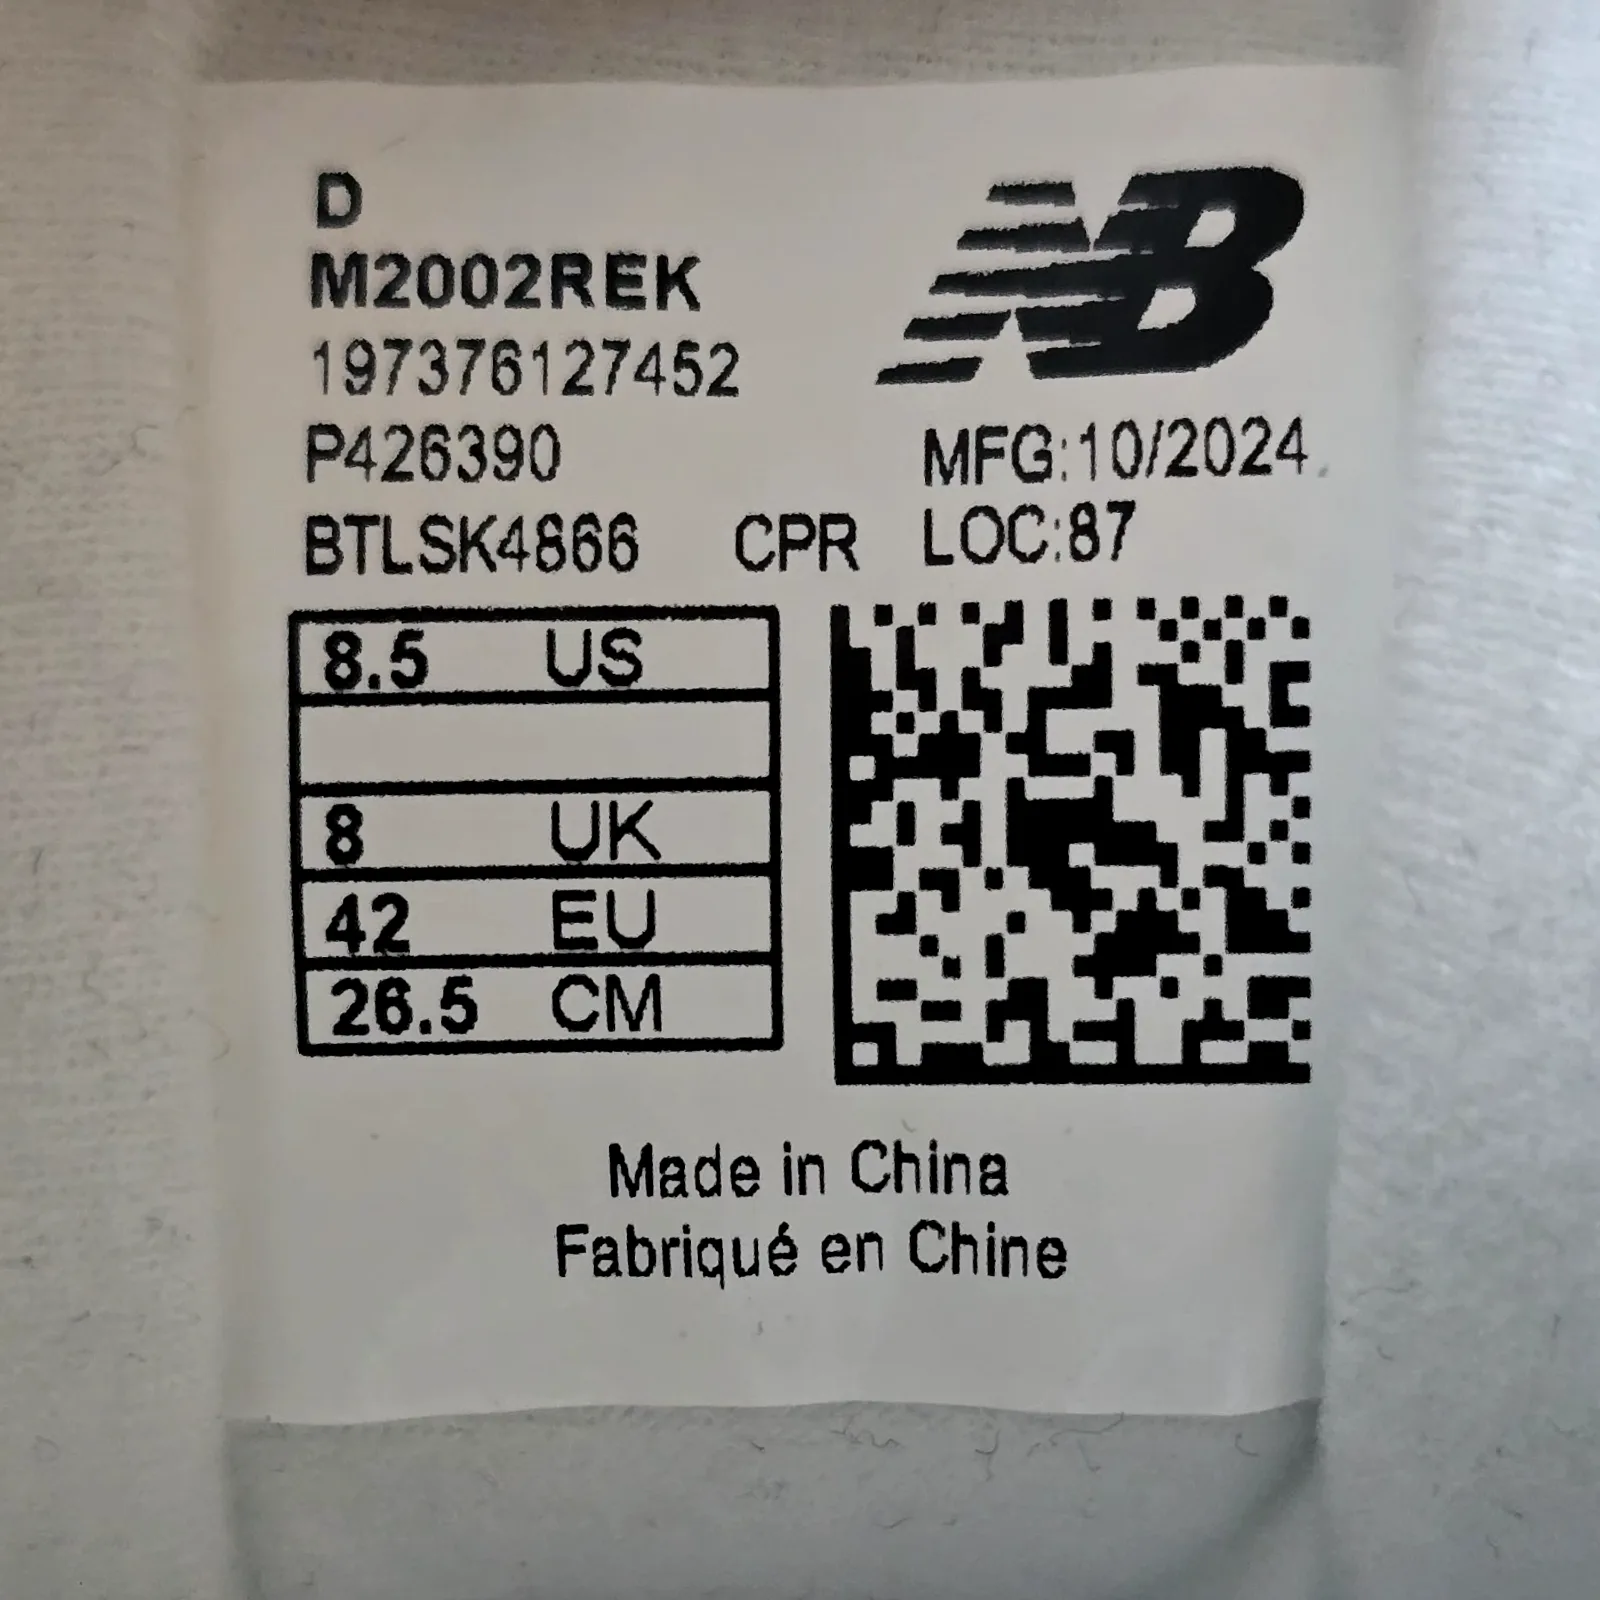 D
M2002REK
197376127452
P426390
BTLSK4866 CPR
NB
MFG:10/2024
LOC:87
8.5 US
8 UK
42 EU
26.5 CM
Made in China
Fabriqué en Chine